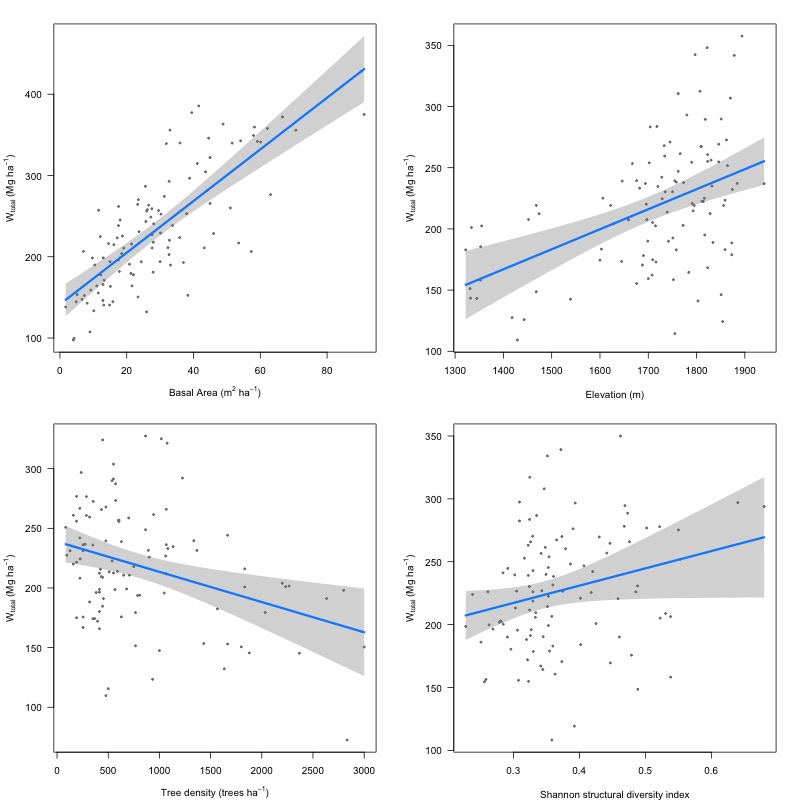 W_total (Mg ha⁻¹)
400
300
200
100
0 20 40 60 80
Basal Area (m² ha⁻¹)
W_total (Mg ha⁻¹)
350
300
250
200
150
100
1300 1400 1500 1600 1700 1800 1900
Elevation (m)
W_total (Mg ha⁻¹)
300
250
200
150
100
0 500 1000 1500 2000 2500 3000
Tree density (trees ha⁻¹)
W_total (Mg ha⁻¹)
350
300
250
200
150
100
0.3 0.4 0.5 0.6
Shannon structural diversity index